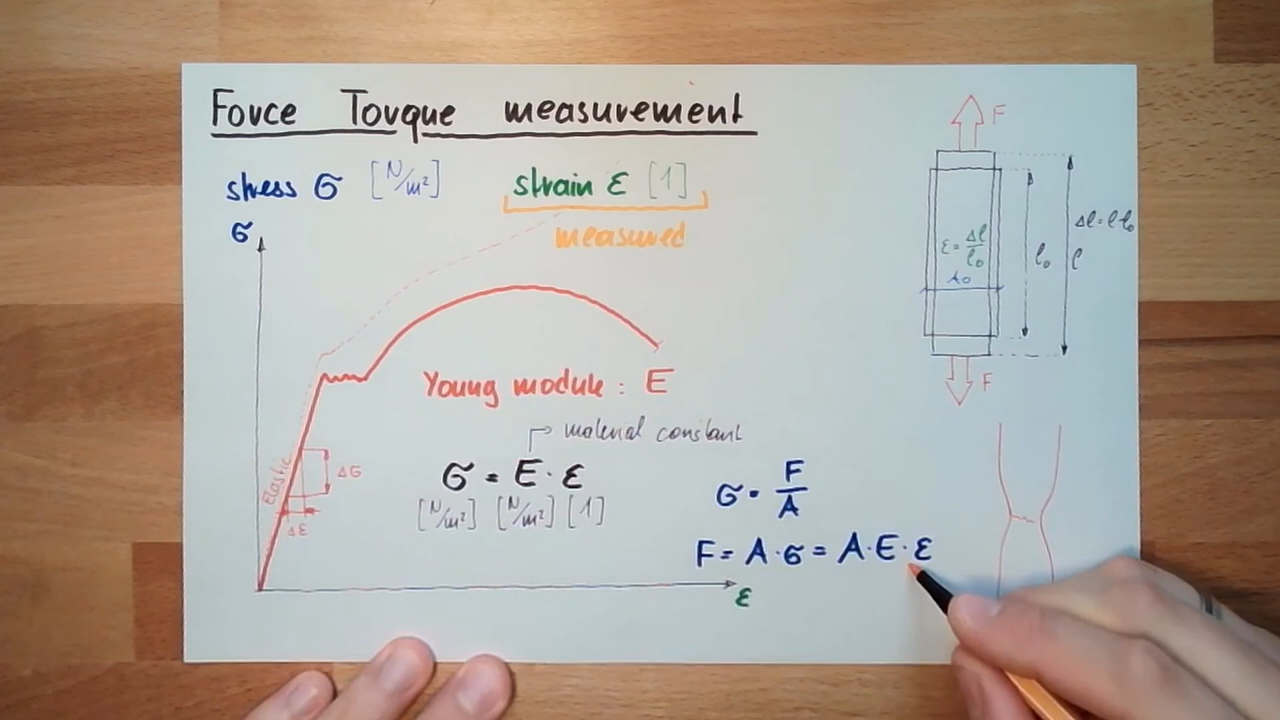 Force Torque measurement
stress σ [N/m²]
strain ε [1]
measured
σ
Young module : E
material constant
σ = E · ε
[N/m²] [N/m²] [1]
Elastic
Δσ
Δε
ε
σ = F/A
F = A·σ = A·E·ε
F
ε = Δl/l₀
A₀
l₀
l
Δl = l-l₀
F